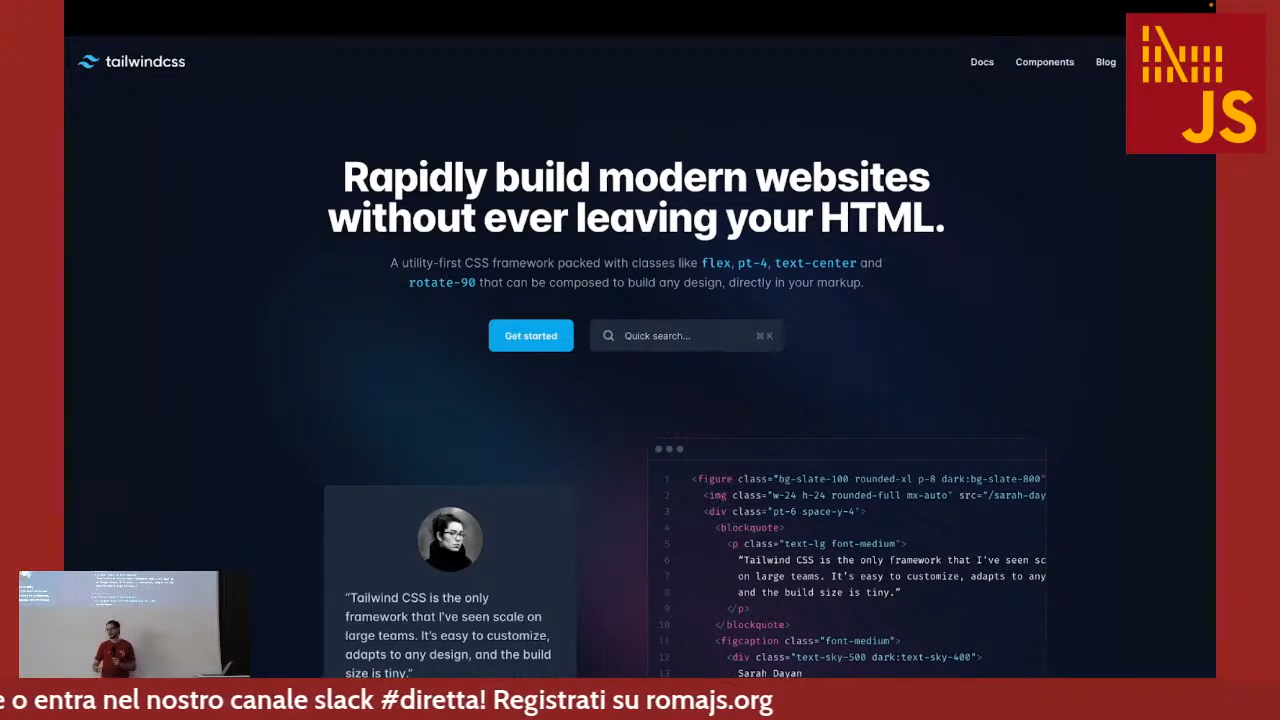 tailwindcss
Docs
Components
Blog
JS
Rapidly build modern websites
without ever leaving your HTML.
A utility-first CSS framework packed with classes like flex, pt-4, text-center and
rotate-90 that can be composed to build any design, directly in your markup.
Get started
Quick search...
⌘ K
“Tailwind CSS is the only
framework that I've seen scale on
large teams. It’s easy to customize,
adapts to any design, and the build
size is tiny.”
1 <figure class="bg-slate-100 rounded-xl p-8 dark:bg-slate-800"
2 <img class="w-24 h-24 rounded-full mx-auto" src="/sarah-day
3 <div class="pt-6 space-y-4">
4 <blockquote>
5 <p class="text-lg font-medium">
6 “Tailwind CSS is the only framework that I've seen sc
7 on large teams. It’s easy to customize, adapts to any
8 and the build size is tiny.”
9 </p>
10 </blockquote>
11 <figcaption class="font-medium">
12 <div class="text-sky-500 dark:text-sky-400">
13 Sarah Dayan
e o entra nel nostro canale slack #diretta! Registrati su romajs.org